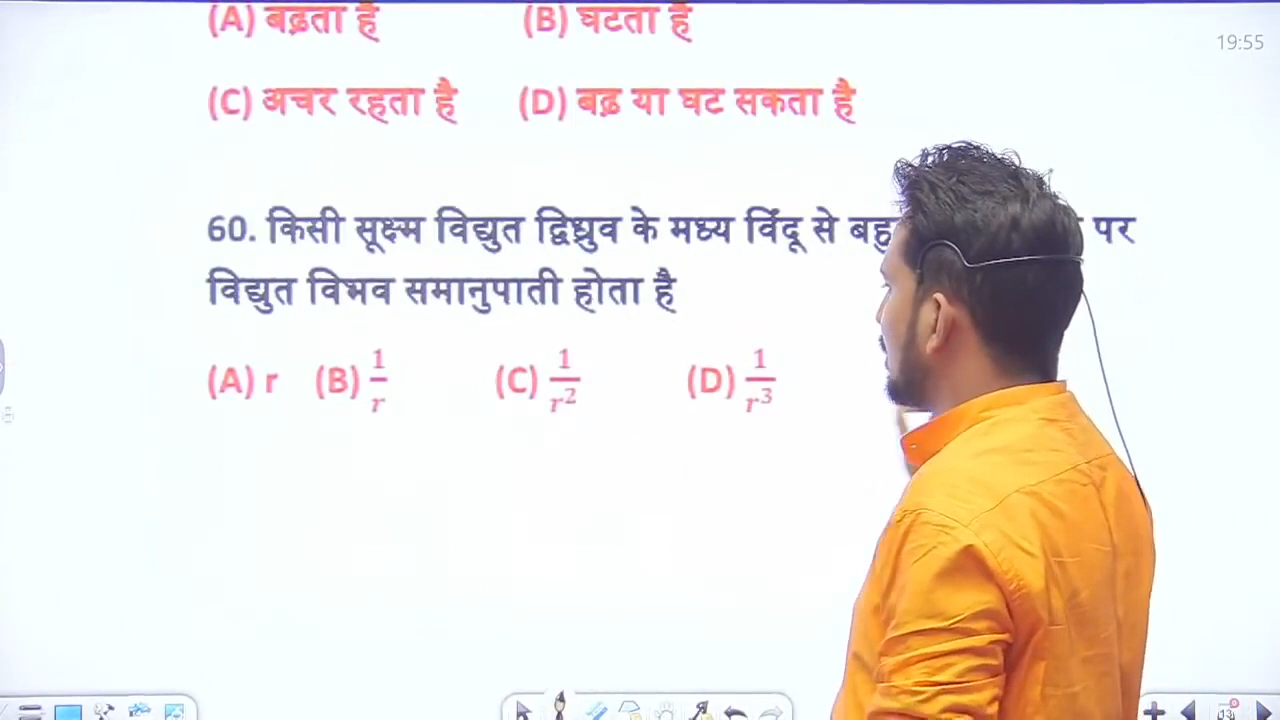 (A) बढ़ता है (B) घटता है
19:55
(C) अचर रहता है (D) बढ़ या घट सकता है
60. किसी सूक्ष्म विद्युत द्विध्रुव के मध्य विंदू से पर
विद्युत विभव समानुपाती होता है
(A) r (B) 1/r (C) 1/r² (D) 1/r³